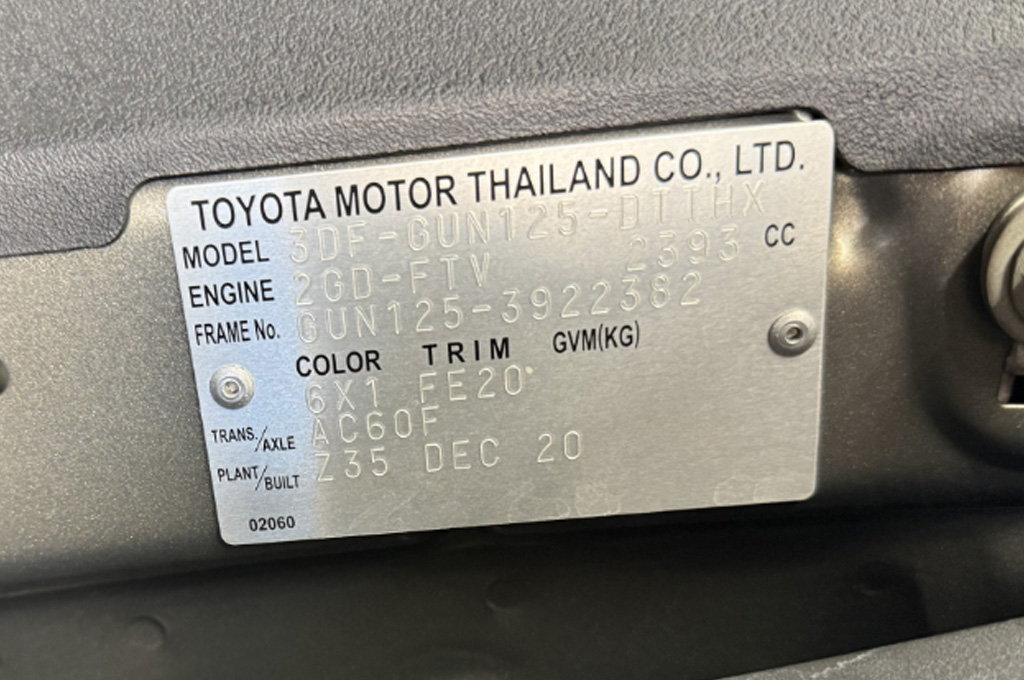 TOYOTA MOTOR THAILAND CO., LTD.
MODEL 3DF-GUN125-DTTHX
ENGINE 2GD-FTV 2393 CC
FRAME No. GUN125-3922382
COLOR TRIM GVM(KG)
6X1 FE20
TRANS./AXLE AC60F
PLANT/BUILT Z35 DEC 20
02060